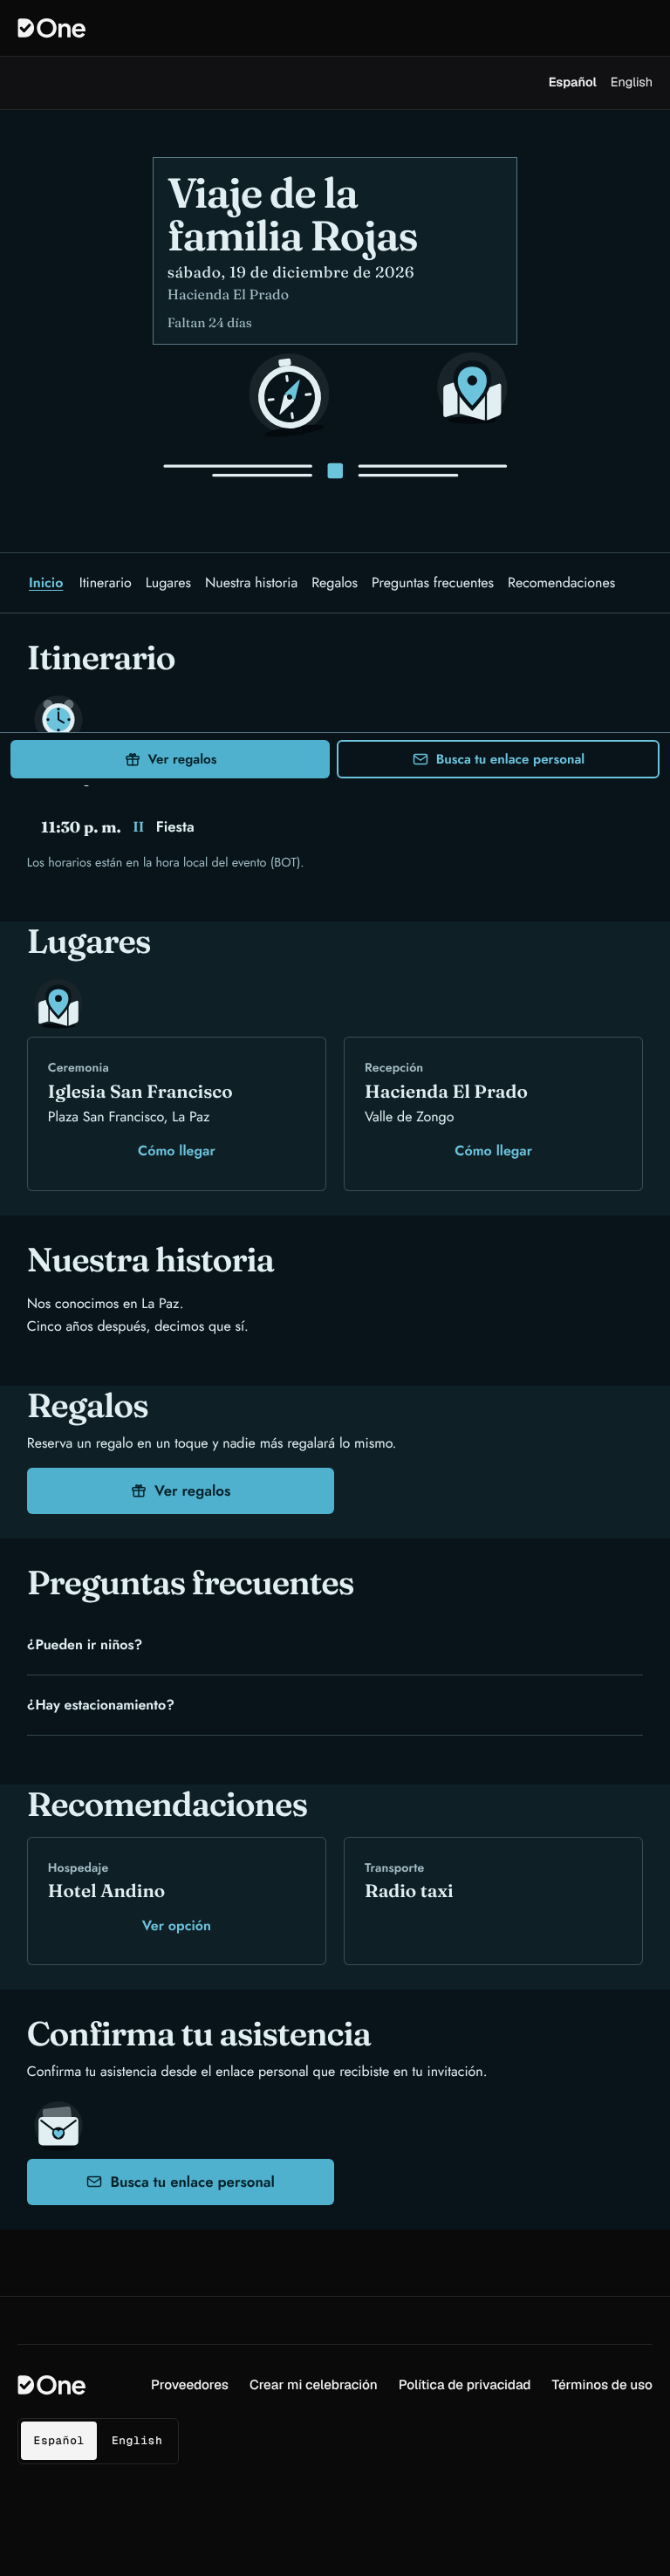 One
Español English
Viaje de la
familia Rojas
sábado, 19 de diciembre de 2026
Hacienda El Prado
Faltan 24 días
Inicio Itinerario Lugares Nuestra historia Regalos Preguntas frecuentes Recomendaciones
Itinerario
Ver regalos Busca tu enlace personal
11:30 p. m. II Fiesta
Los horarios están en la hora local del evento (BOT).
Lugares
Ceremonia
Iglesia San Francisco
Plaza San Francisco, La Paz
Cómo llegar
Recepción
Hacienda El Prado
Valle de Zongo
Cómo llegar
Nuestra historia
Nos conocimos en La Paz.
Cinco años después, decimos que sí.
Regalos
Reserva un regalo en un toque y nadie más regalará lo mismo.
Ver regalos
Preguntas frecuentes
¿Pueden ir niños?
¿Hay estacionamiento?
Recomendaciones
Hospedaje
Hotel Andino
Ver opción
Transporte
Radio taxi
Confirma tu asistencia
Confirma tu asistencia desde el enlace personal que recibiste en tu invitación.
Busca tu enlace personal
One
Proveedores Crear mi celebración Política de privacidad Términos de uso
Español English